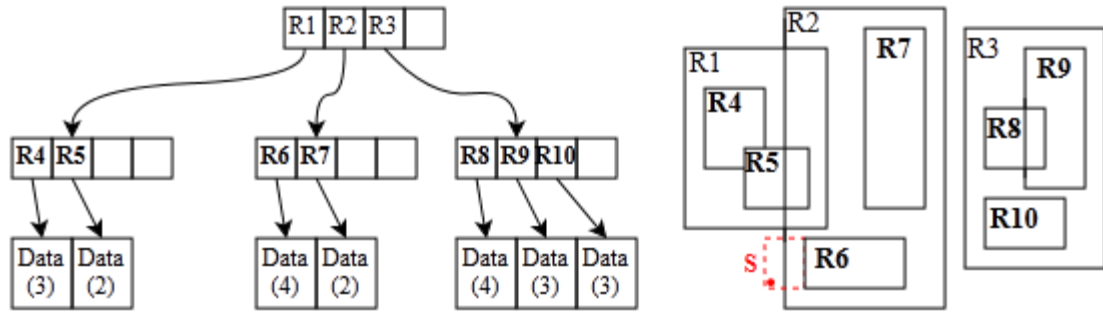 R1 R2 R3
R4 R5
R6 R7
R8 R9 R10
Data Data
(3) (2)
Data Data
(4) (2)
Data Data Data
(4) (3) (3)
R2
R1
R7
R4
R5
R6
S
R3
R9
R8
R10